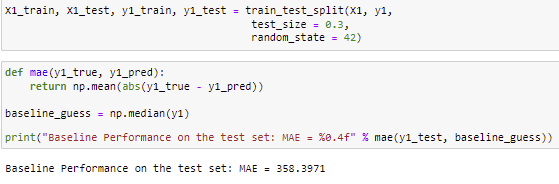 X1_train, X1_test, y1_train, y1_test = train_test_split(X1, y1,
test_size = 0.3,
random_state = 42)
def mae(y1_true, y1_pred):
return np.mean(abs(y1_true - y1_pred))
baseline_guess = np.median(y1)
print("Baseline Performance on the test set: MAE = %0.4f" % mae(y1_test, baseline_guess))
Baseline Performance on the test set: MAE = 358.3971